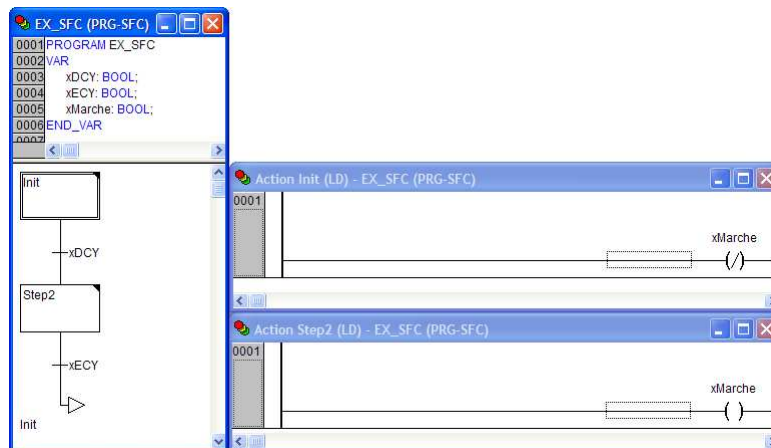 EX_SFC (PRG-SFC)
0001 PROGRAM EX_SFC
0002 VAR
0003 xDCY: BOOL;
0004 xECY: BOOL;
0005 xMarche: BOOL;
0006 END_VAR
0007
Init
xDCY
Step2
xECY
Init
Action Init (LD) - EX_SFC (PRG-SFC)
0001
xMarche
(/)
Action Step2 (LD) - EX_SFC (PRG-SFC)
0001
xMarche
( )